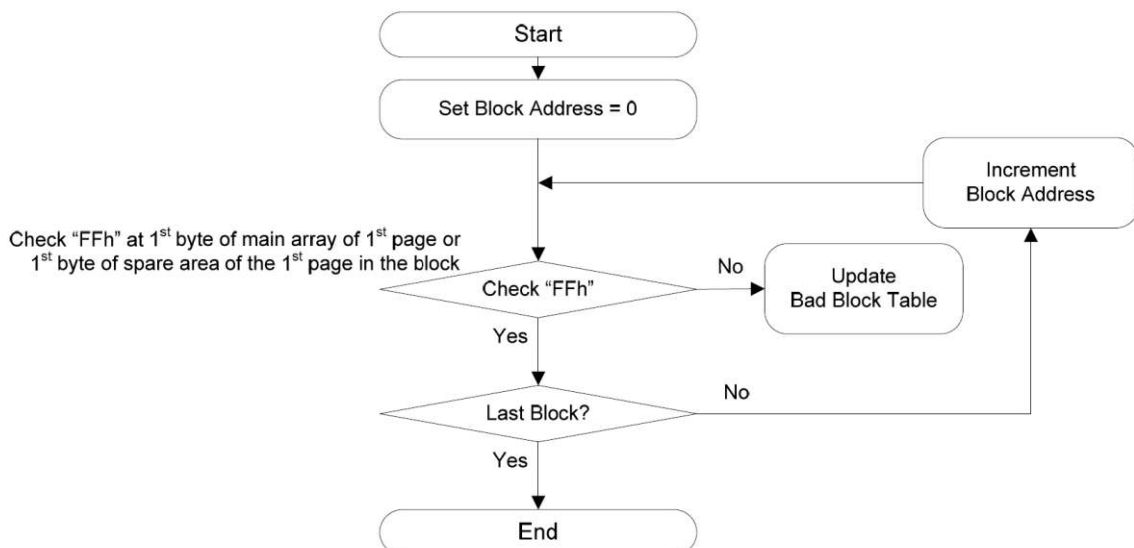 Start
Set Block Address = 0
Increment
Block Address
Check “FFh” at 1st byte of main array of 1st page or
1st byte of spare area of the 1st page in the block
Check “FFh”
No
Update
Bad Block Table
Yes
Last Block?
No
Yes
End